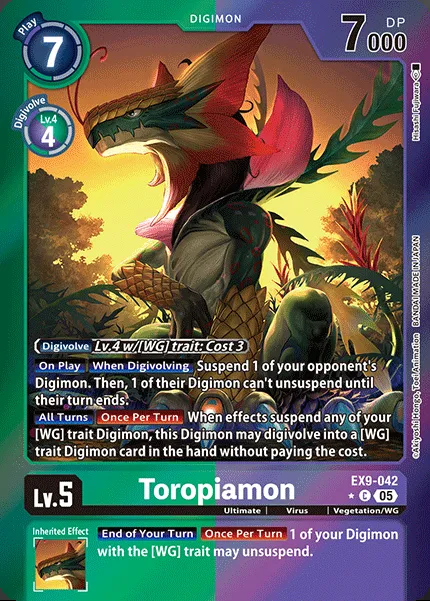 Play
7
DIGIMON
7000
DP
Digivolve
Lv.4
4
Hisashi Fujiwara
©Akiyoshi Hongo, Toei Animation BANDAI MADE IN JAPAN
Digivolve Lv.4 w/[WG] trait: Cost 3
On Play When Digivolving Suspend 1 of your opponent's
Digimon. Then, 1 of their Digimon can't unsuspend until
their turn ends.
All Turns Once Per Turn When effects suspend any of your
[WG] trait Digimon, this Digimon may digivolve into a [WG]
trait Digimon card in the hand without paying the cost.
Lv.5
Toropiamon
EX9-042
C 05
Ultimate | Virus | Vegetation/WG
Inherited Effect
End of Your Turn Once Per Turn 1 of your Digimon
with the [WG] trait may unsuspend.